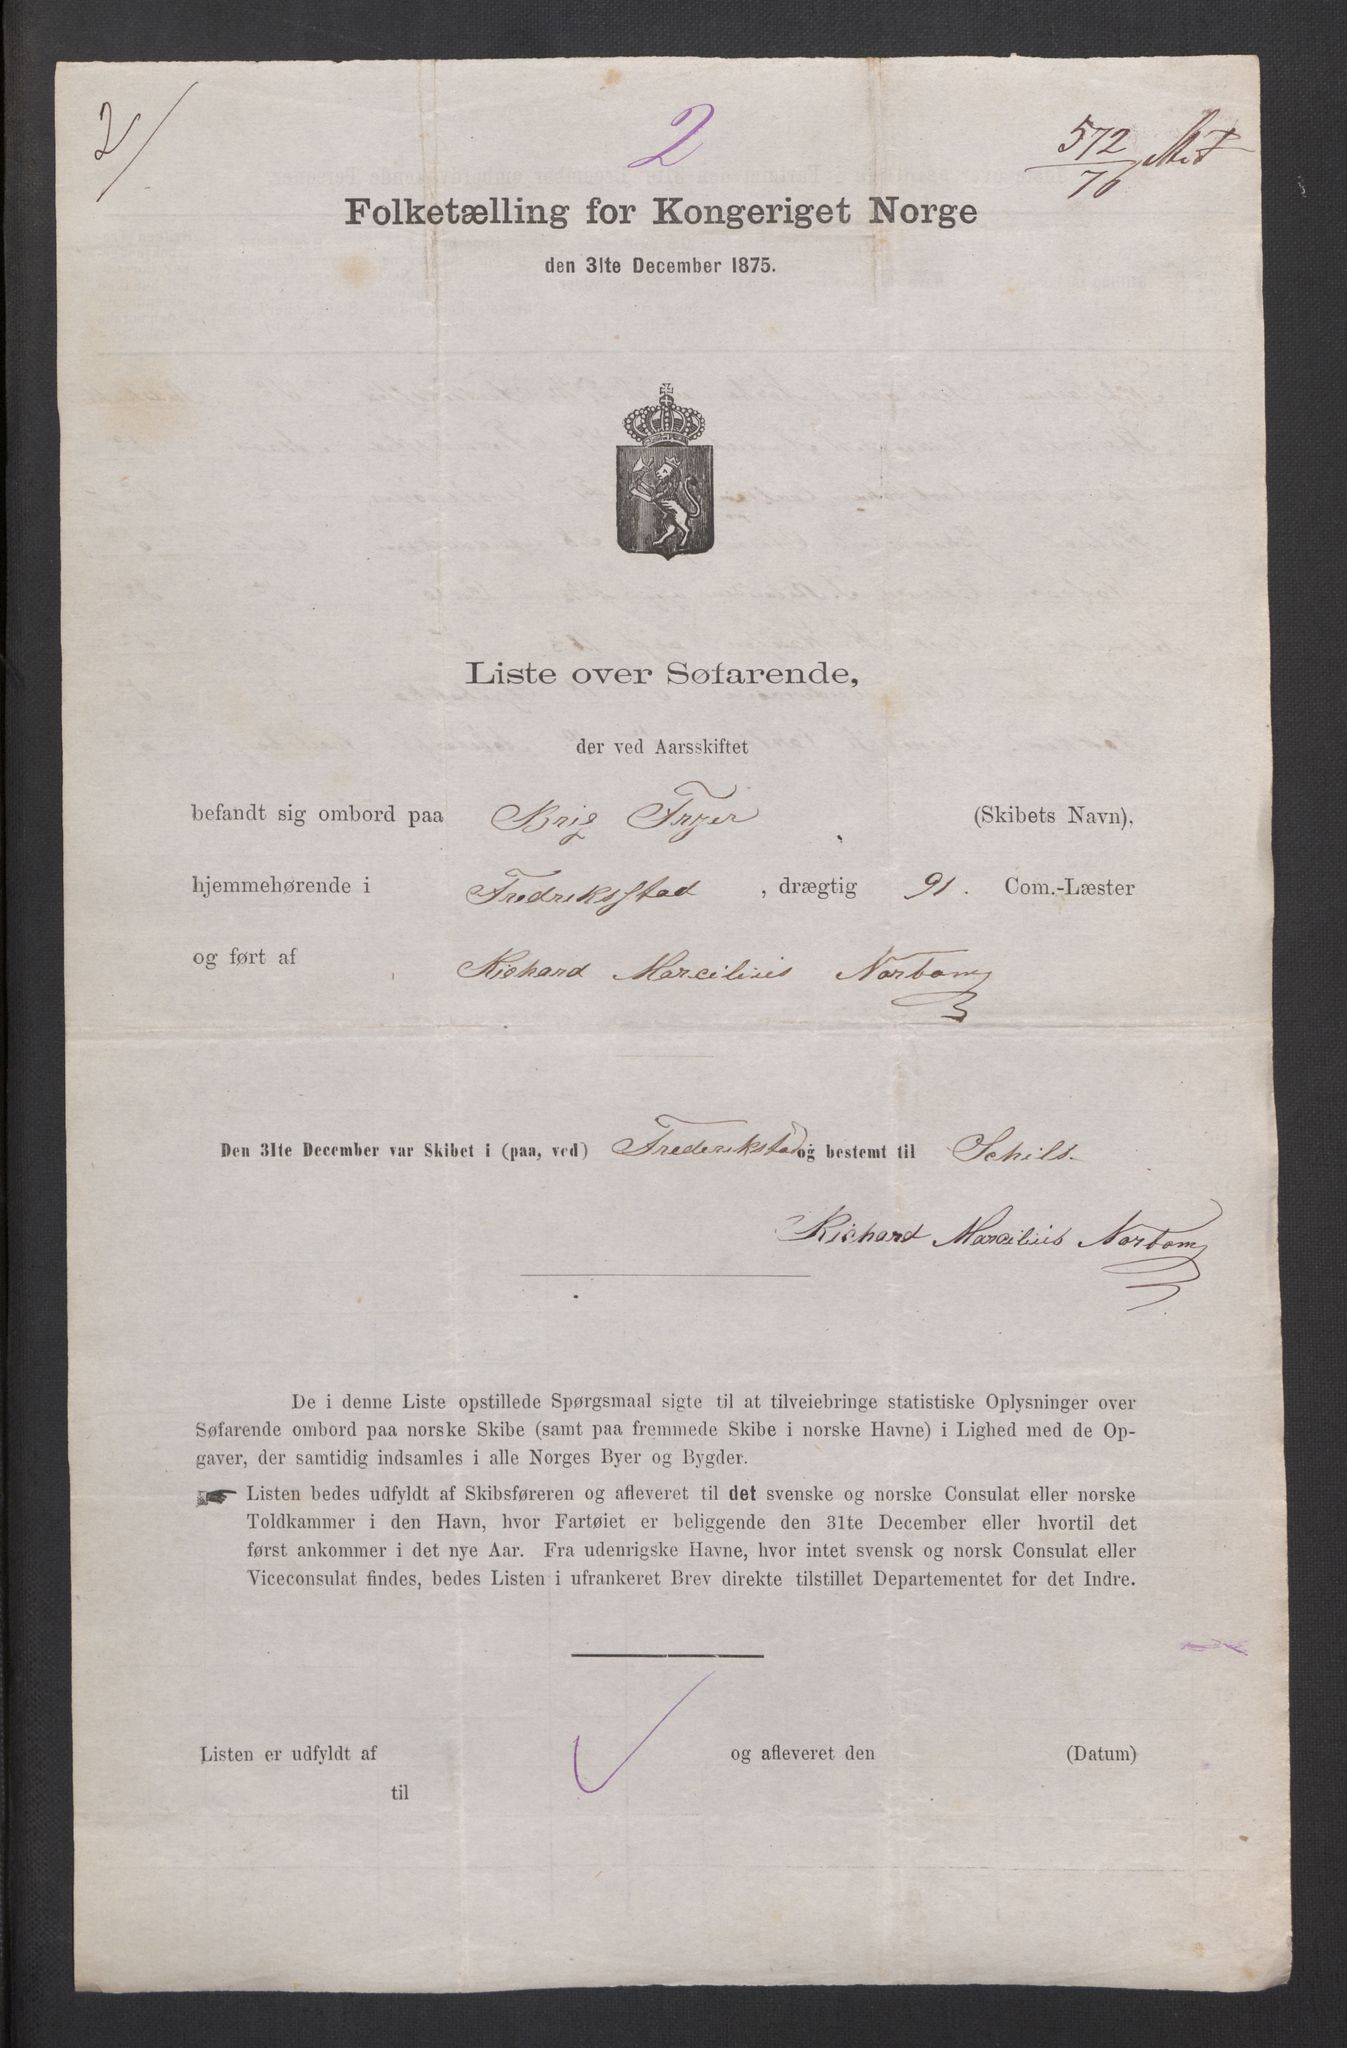 2/
2
572
/76
Folketælling for Kongeriget Norge
den 31te December 1875.
Liste over Søfarende,
der ved Aarsskiftet
befandt sig ombord paa Brig Fryer (Skibets Navn),
hjemmehørende i Fredriksstad, drægtig 91. Com.-Læster
og ført af Richard Marcilius Norbom
Den 31te December var Skibet i (paa, ved) Frederikstad og bestemt til
Richard Marcilius Norbom
De i denne Liste opstillede Spørgsmaal sigte til at tilveiebringe statistiske Oplysninger over
Søfarende ombord paa norske Skibe (samt paa fremmede Skibe i norske Havne) i Lighed med de Op-
gaver, der samtidig indsamles i alle Norges Byer og Bygder.
☛ Listen bedes udfyldt af Skibsføreren og afleveret til det svenske og norske Consulat eller norske
Toldkammer i den Havn, hvor Fartøiet er beliggende den 31te December eller hvortil det
først ankommer i det nye Aar. Fra udenrigske Havne, hvor intet svensk og norsk Consulat eller
Viceconsulat findes, bedes Listen i ufrankeret Brev direkte tilstillet Departementet for det Indre.
Listen er udfyldt af og afleveret den (Datum)
til